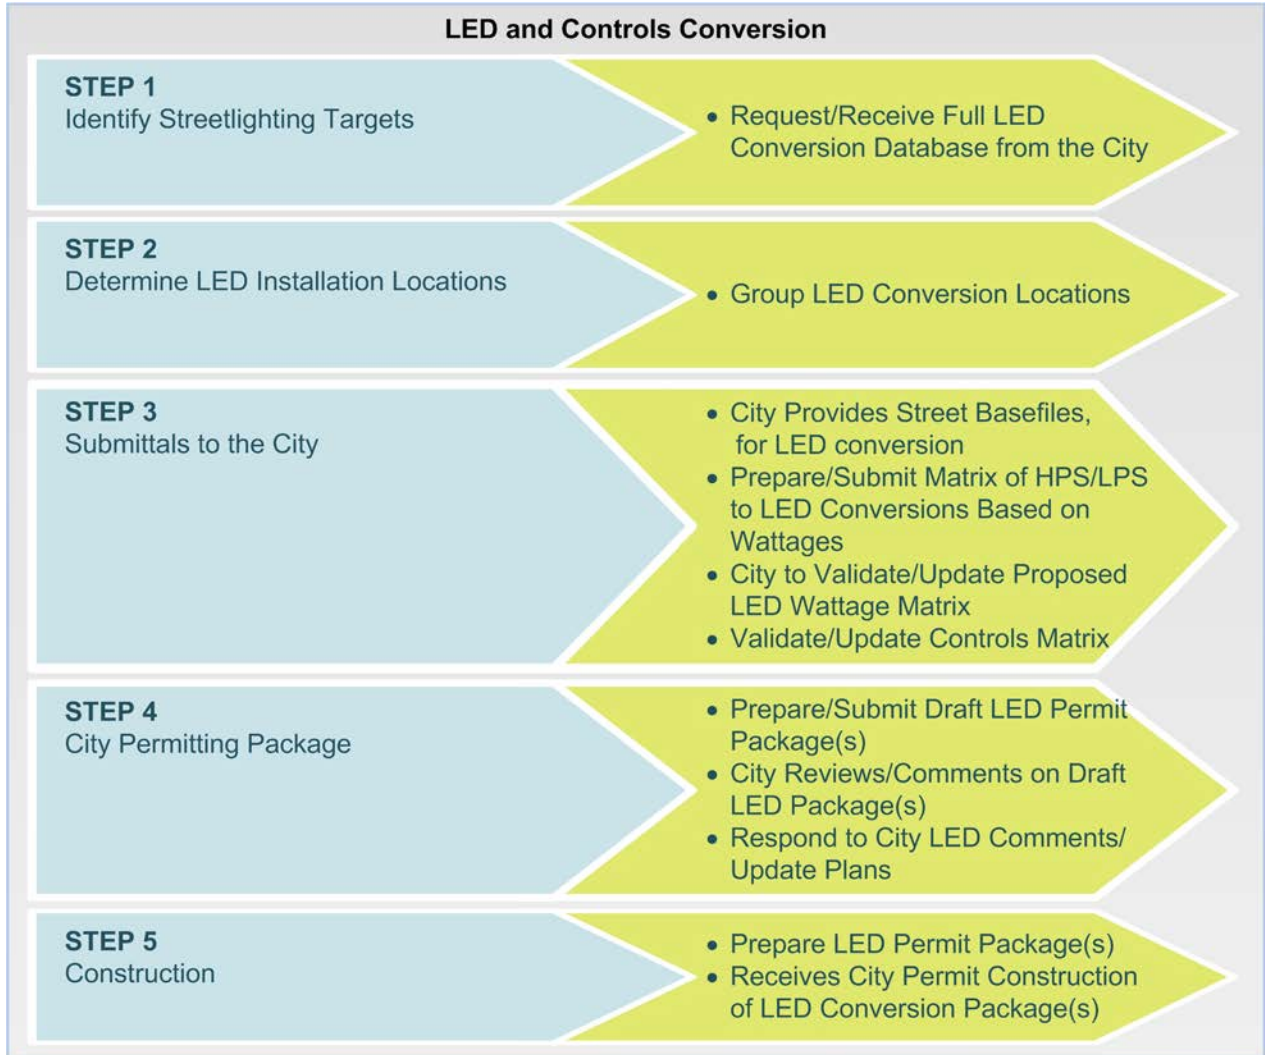 LED and Controls Conversion
STEP 1
Identify Streetlighting Targets
• Request/Receive Full LED
Conversion Database from the City
STEP 2
Determine LED Installation Locations
• Group LED Conversion Locations
STEP 3
Submittals to the City
• City Provides Street Basefiles,
for LED conversion
• Prepare/Submit Matrix of HPS/LPS
to LED Conversions Based on
Wattages
• City to Validate/Update Proposed
LED Wattage Matrix
• Validate/Update Controls Matrix
STEP 4
City Permitting Package
• Prepare/Submit Draft LED Permit
Package(s)
• City Reviews/Comments on Draft
LED Package(s)
• Respond to City LED Comments/
Update Plans
STEP 5
Construction
• Prepare LED Permit Package(s)
• Receives City Permit Construction
of LED Conversion Package(s)